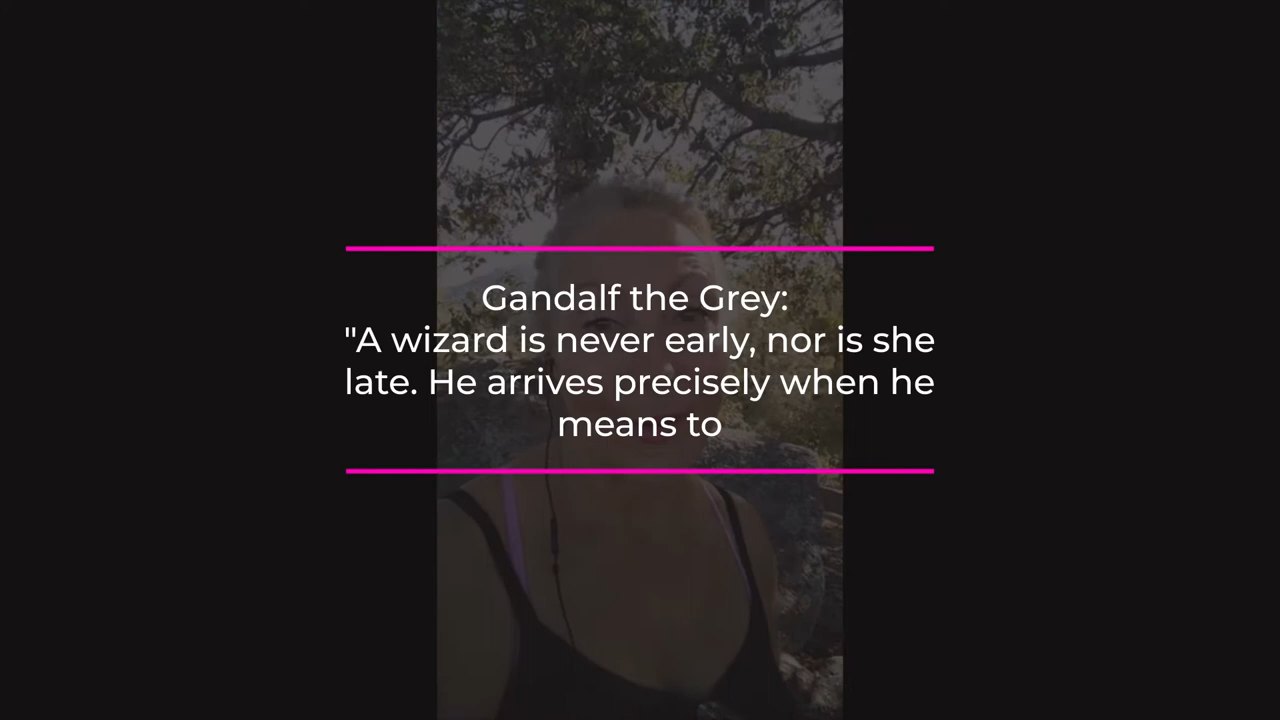 Gandalf the Grey:
"A wizard is never early, nor is she
late. He arrives precisely when he
means to